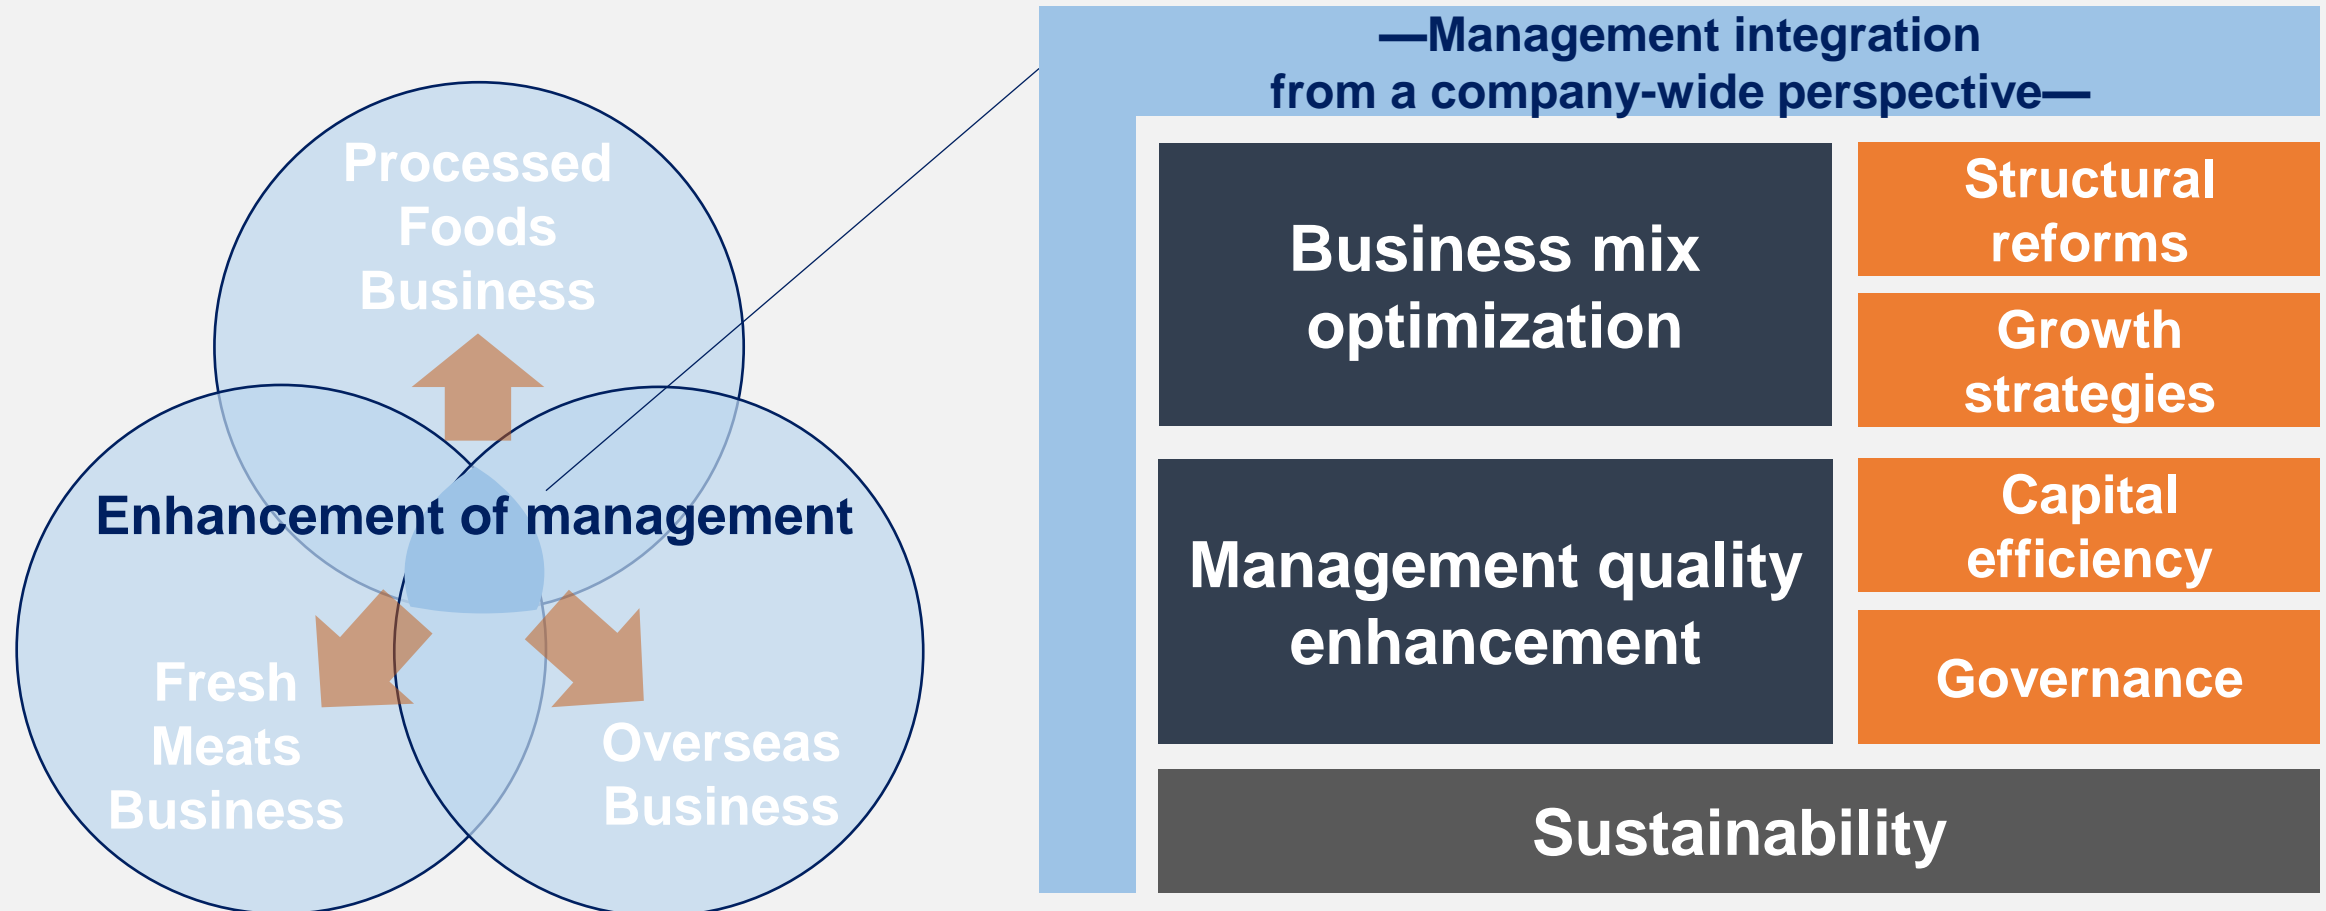 Processed
Foods
Business
Enhancement of management
Fresh
Meats
Business
Overseas
Business
—Management integration
from a company-wide perspective—
Business mix
optimization
Structural
reforms
Growth
strategies
Management quality
enhancement
Capital
efficiency
Governance
Sustainability